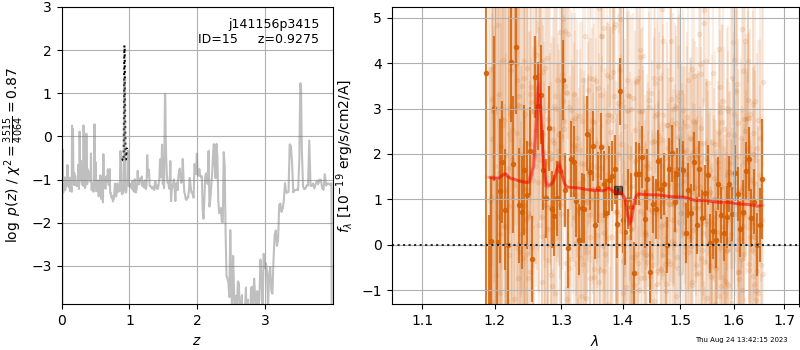 j141156p3415
ID=15 z=0.9275
log p(z) / χ² = 3515/4064 = 0.87
3
2
1
0
−1
−2
−3
0 1 2 3
z
f_λ [10⁻¹⁹ erg/s/cm2/A]
5
4
3
2
1
0
−1
1.1 1.2 1.3 1.4 1.5 1.6 1.7
λ
Thu Aug 24 13:42:15 2023